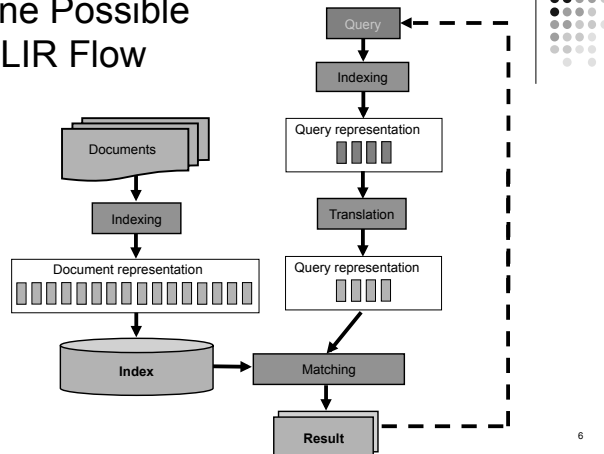 ne Possible
LIR Flow
Query
Indexing
Query representation
Documents
Indexing
Translation
Document representation
Query representation
Index
Matching
Result
6